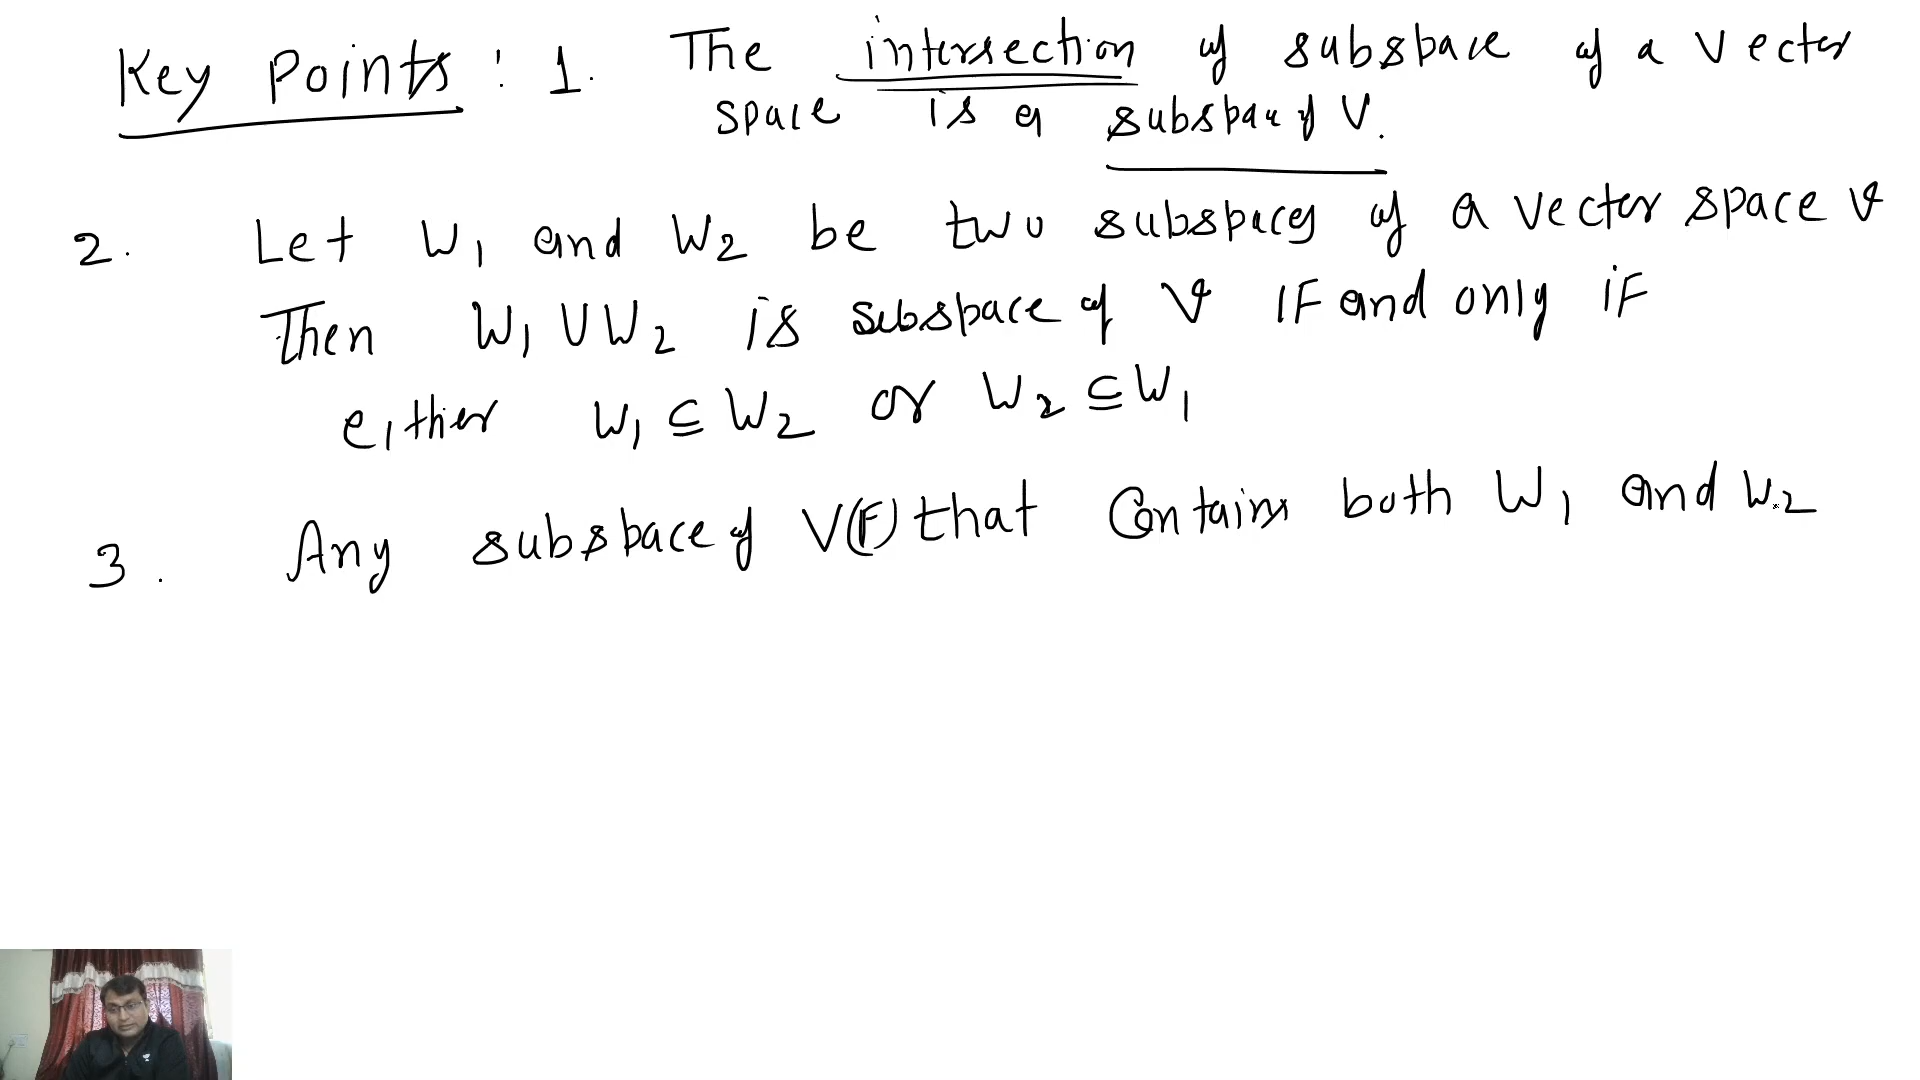 Key Points : 1. The intersection of subspace of a vector
space is a subspace of V.
2. Let W₁ and W₂ be two subspaces of a vector space V
Then W₁ ∪ W₂ is subspace of V IF and only iF
either W₁ ⊆ W₂ or W₂ ⊆ W₁
3. Any subspace of V(F) that Contains both W₁ and W₂